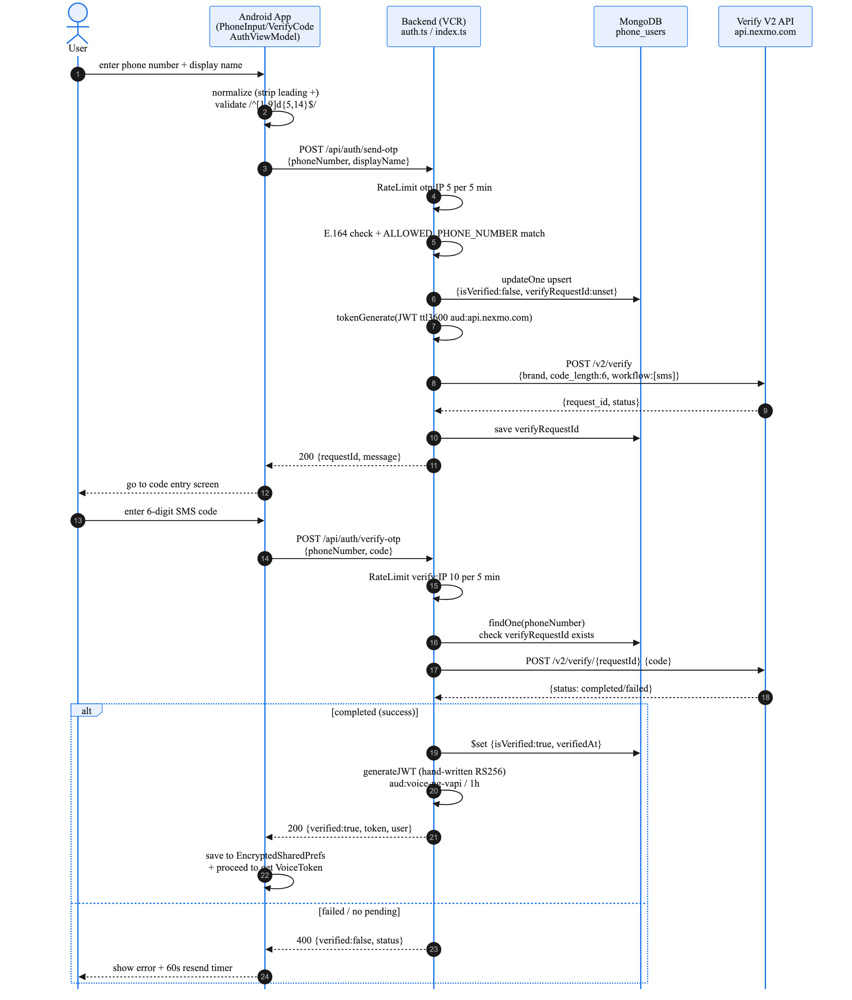 User
Android App
(PhoneInput/VerifyCode
AuthViewModel)
Backend (VCR)
auth.ts / index.ts
MongoDB
phone_users
Verify V2 API
api.nexmo.com
enter phone number + display name
1
normalize (strip leading +)
validate /^[1-9]d{5,14}$/
2
POST /api/auth/send-otp
{phoneNumber, displayName}
3
RateLimit otp:IP 5 per 5 min
4
E.164 check + ALLOWED_PHONE_NUMBER match
5
updateOne upsert
{isVerified:false, verifyRequestId:unset}
6
tokenGenerate(JWT ttl3600 aud:api.nexmo.com)
7
POST /v2/verify
{brand, code_length:6, workflow:[sms]}
8
{request_id, status}
9
save verifyRequestId
10
200 {requestId, message}
11
go to code entry screen
12
enter 6-digit SMS code
13
POST /api/auth/verify-otp
{phoneNumber, code}
14
RateLimit verify:IP 10 per 5 min
15
findOne(phoneNumber)
check verifyRequestId exists
16
POST /v2/verify/{requestId} {code}
17
{status: completed/failed}
18
alt
[completed (success)]
$set {isVerified:true, verifiedAt}
19
generateJWT (hand-written RS256)
aud:voice-ng-vapi / 1h
20
200 {verified:true, token, user}
21
save to EncryptedSharedPrefs
+ proceed to get VoiceToken
22
[failed / no pending]
400 {verified:false, status}
23
show error + 60s resend timer
24